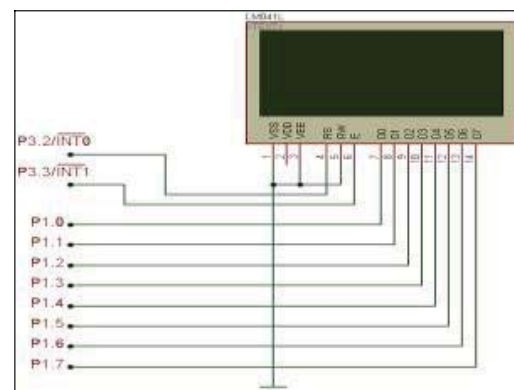 LM041L
VSS VDD VEE RS RW E D0 D1 D2 D3 D4 D5 D6 D7
1 2 3 4 5 6 7 8 9 10 11 12 13 14
P3.2/INT0
P3.3/INT1
P1.0
P1.1
P1.2
P1.3
P1.4
P1.5
P1.6
P1.7